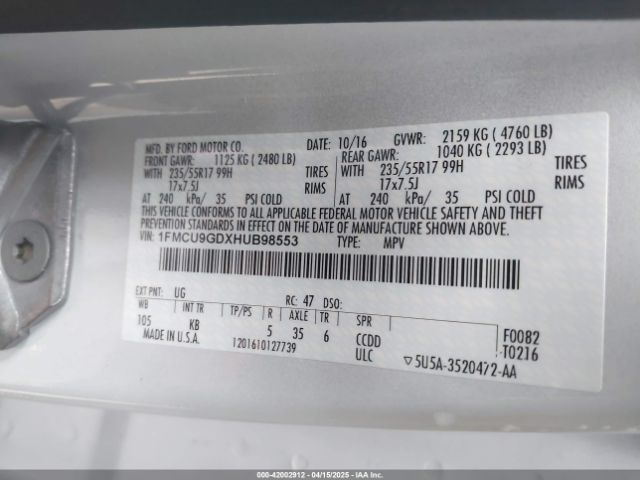 MFD. BY FORD MOTOR CO. DATE: 10/16 GVWR: 2159 KG ( 4760 LB)
FRONT GAWR: 1125 KG ( 2480 LB) REAR GAWR: 1040 KG ( 2293 LB)
WITH 235/55R17 99H TIRES WITH 235/55R17 99H TIRES
17x7.5J RIMS 17x7.5J RIMS
AT 240 kPa/ 35 PSI COLD AT 240 kPa/ 35 PSI COLD
THIS VEHICLE CONFORMS TO ALL APPLICABLE FEDERAL MOTOR VEHICLE SAFETY AND THEFT
PREVENTION STANDARDS IN EFFECT ON THE DATE OF MANUFACTURE SHOWN ABOVE.
VIN: 1FMCU9GDXHUB98553 TYPE: MPV
EXT PNT: UG RC: 47 DSO:
WB INT TR TP/PS R AXLE TR SPR
105 KB 5 35 6 CCDD F0082
MADE IN U.S.A. 1201610127739 ULC T0216
▽5U5A-3520472-AA
000-42002912 - 04/15/2025 - IAA Inc. (IAA)